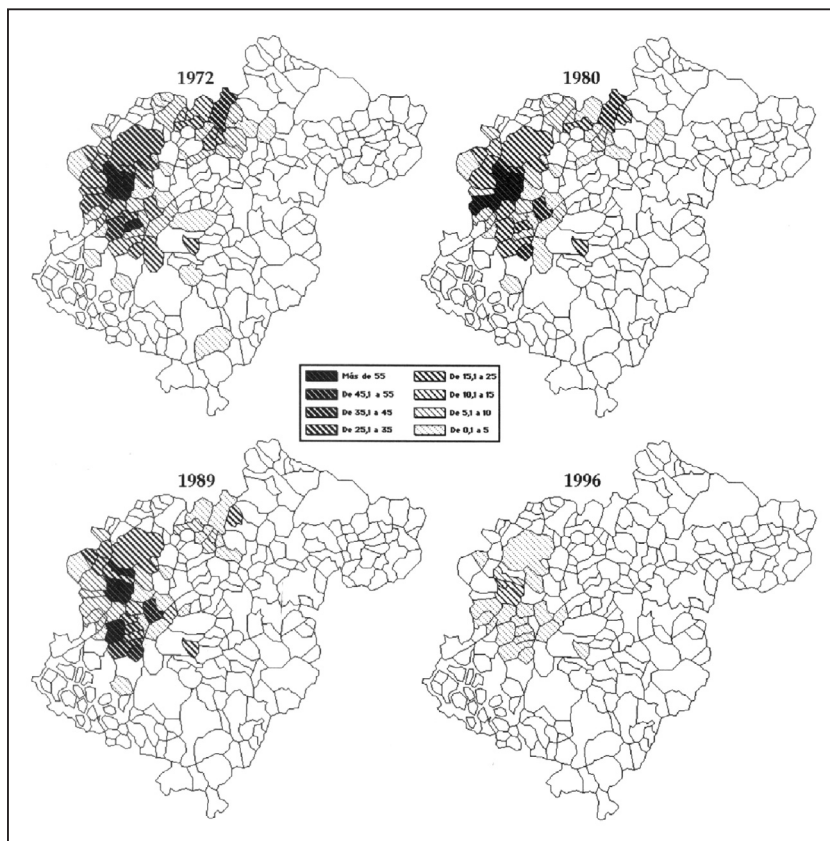 1972
1980
Más de 55
De 45,1 a 55
De 35,1 a 45
De 25,1 a 35
De 15,1 a 25
De 10,1 a 15
De 5,1 a 10
De 0,1 a 5
1989
1996